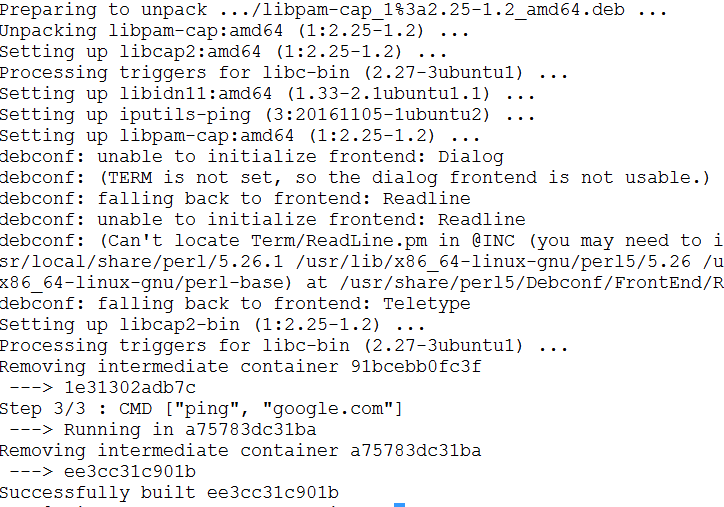 Preparing to unpack .../libpam-cap_1%3a2.25-1.2_amd64.deb ...
Unpacking libpam-cap:amd64 (1:2.25-1.2) ...
Setting up libcap2:amd64 (1:2.25-1.2) ...
Processing triggers for libc-bin (2.27-3ubuntu1) ...
Setting up libidn11:amd64 (1.33-2.1ubuntu1.1) ...
Setting up iputils-ping (3:20161105-1ubuntu2) ...
Setting up libpam-cap:amd64 (1:2.25-1.2) ...
debconf: unable to initialize frontend: Dialog
debconf: (TERM is not set, so the dialog frontend is not usable.)
debconf: falling back to frontend: Readline
debconf: unable to initialize frontend: Readline
debconf: (Can't locate Term/ReadLine.pm in @INC (you may need to i
sr/local/share/perl/5.26.1 /usr/lib/x86_64-linux-gnu/perl5/5.26 /u
x86_64-linux-gnu/perl-base) at /usr/share/perl5/Debconf/FrontEnd/R
debconf: falling back to frontend: Teletype
Setting up libcap2-bin (1:2.25-1.2) ...
Processing triggers for libc-bin (2.27-3ubuntu1) ...
Removing intermediate container 91bcebb0fc3f
---> 1e31302adb7c
Step 3/3 : CMD ["ping", "google.com"]
---> Running in a75783dc31ba
Removing intermediate container a75783dc31ba
---> ee3cc31c901b
Successfully built ee3cc31c901b